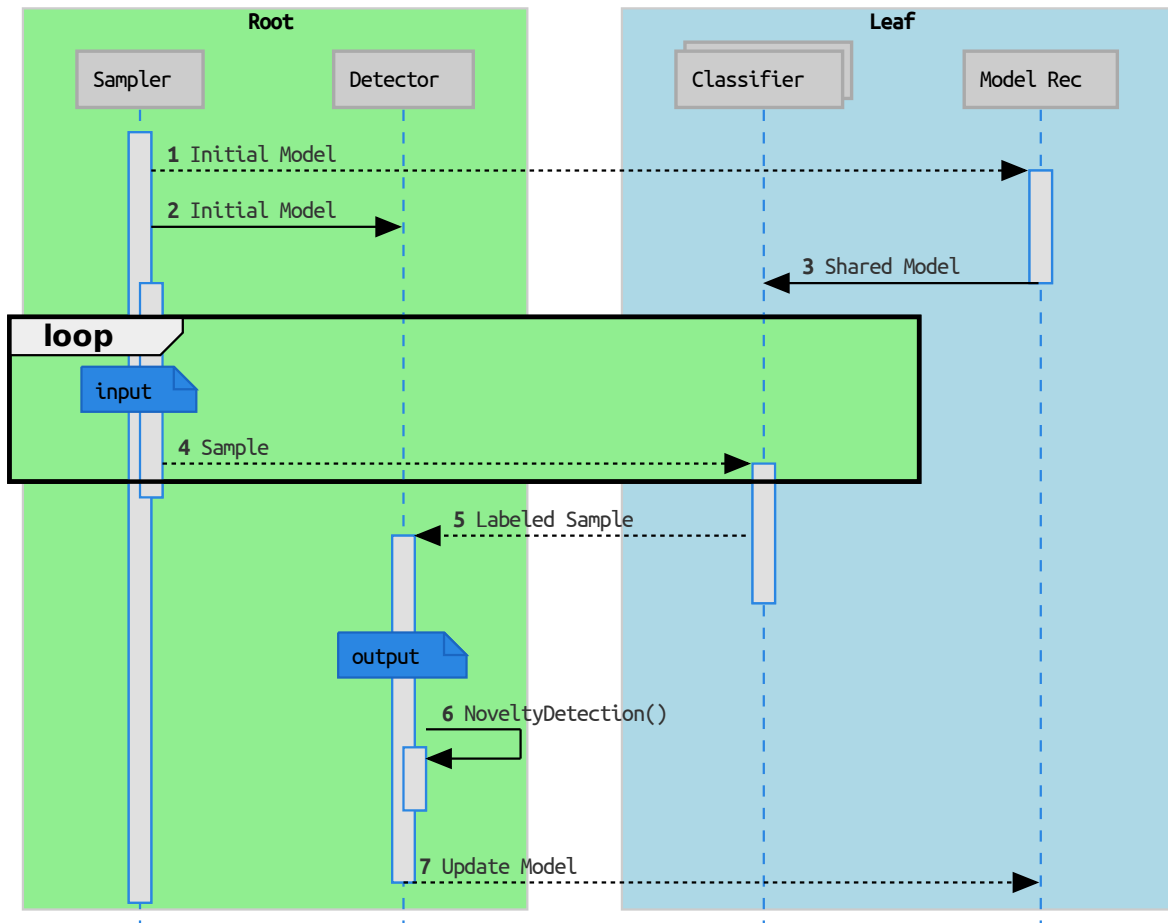 Root
Leaf
Sampler
Detector
Classifier
Model Rec
1 Initial Model
2 Initial Model
3 Shared Model
loop
input
4 Sample
5 Labeled Sample
output
6 NoveltyDetection()
7 Update Model